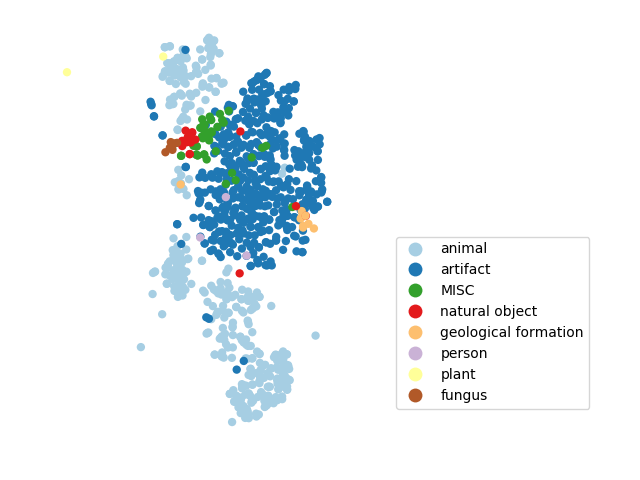 animal
artifact
MISC
natural object
geological formation
person
plant
fungus